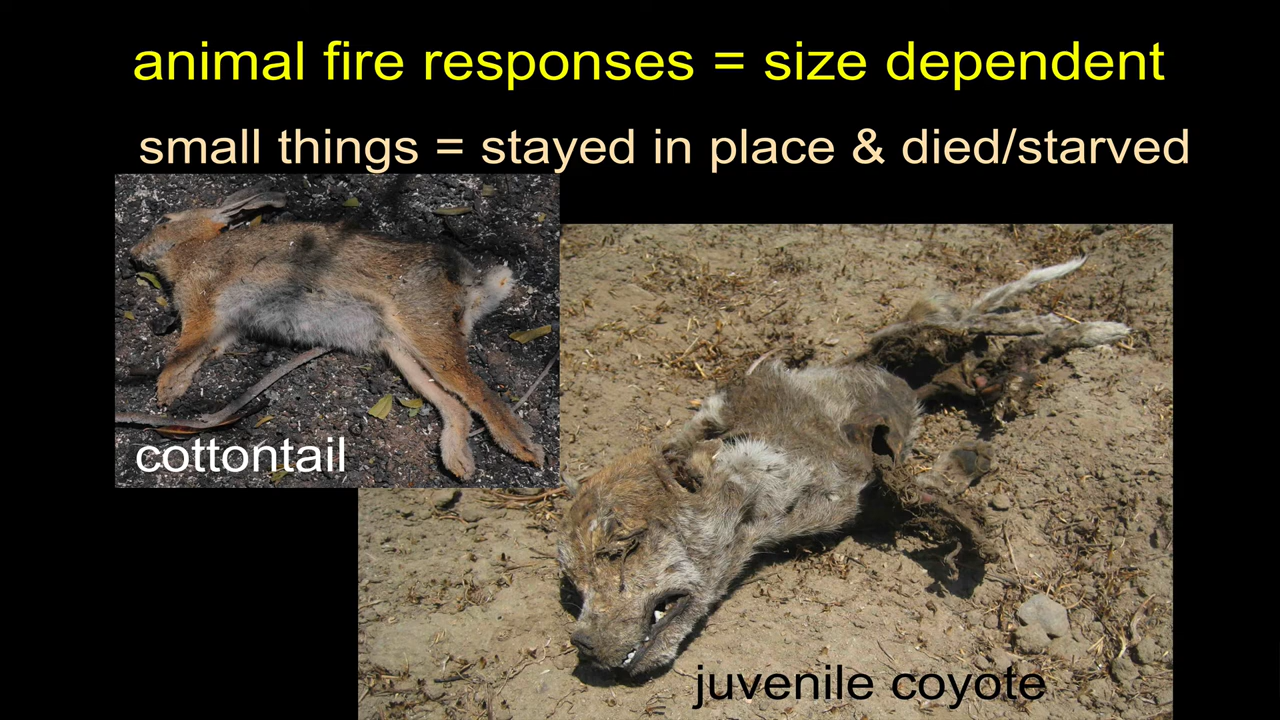 animal fire responses = size dependent
small things = stayed in place & died/starved
cottontail
juvenile coyote